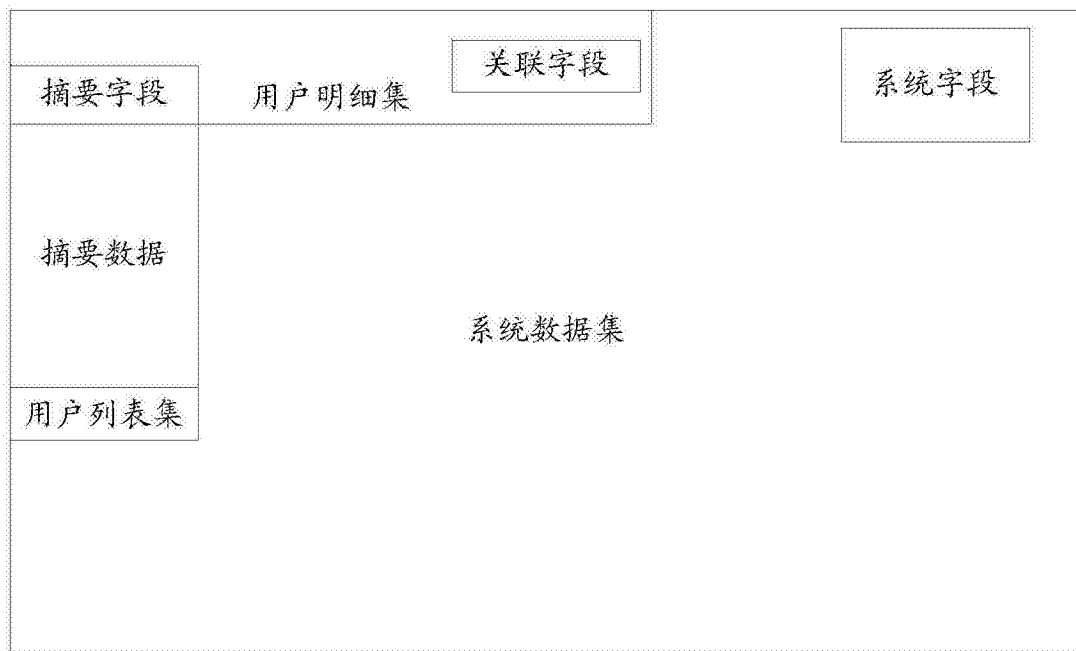 关联字段
系统字段
摘要字段
用户明细集
摘要数据
系统数据集
用户列表集